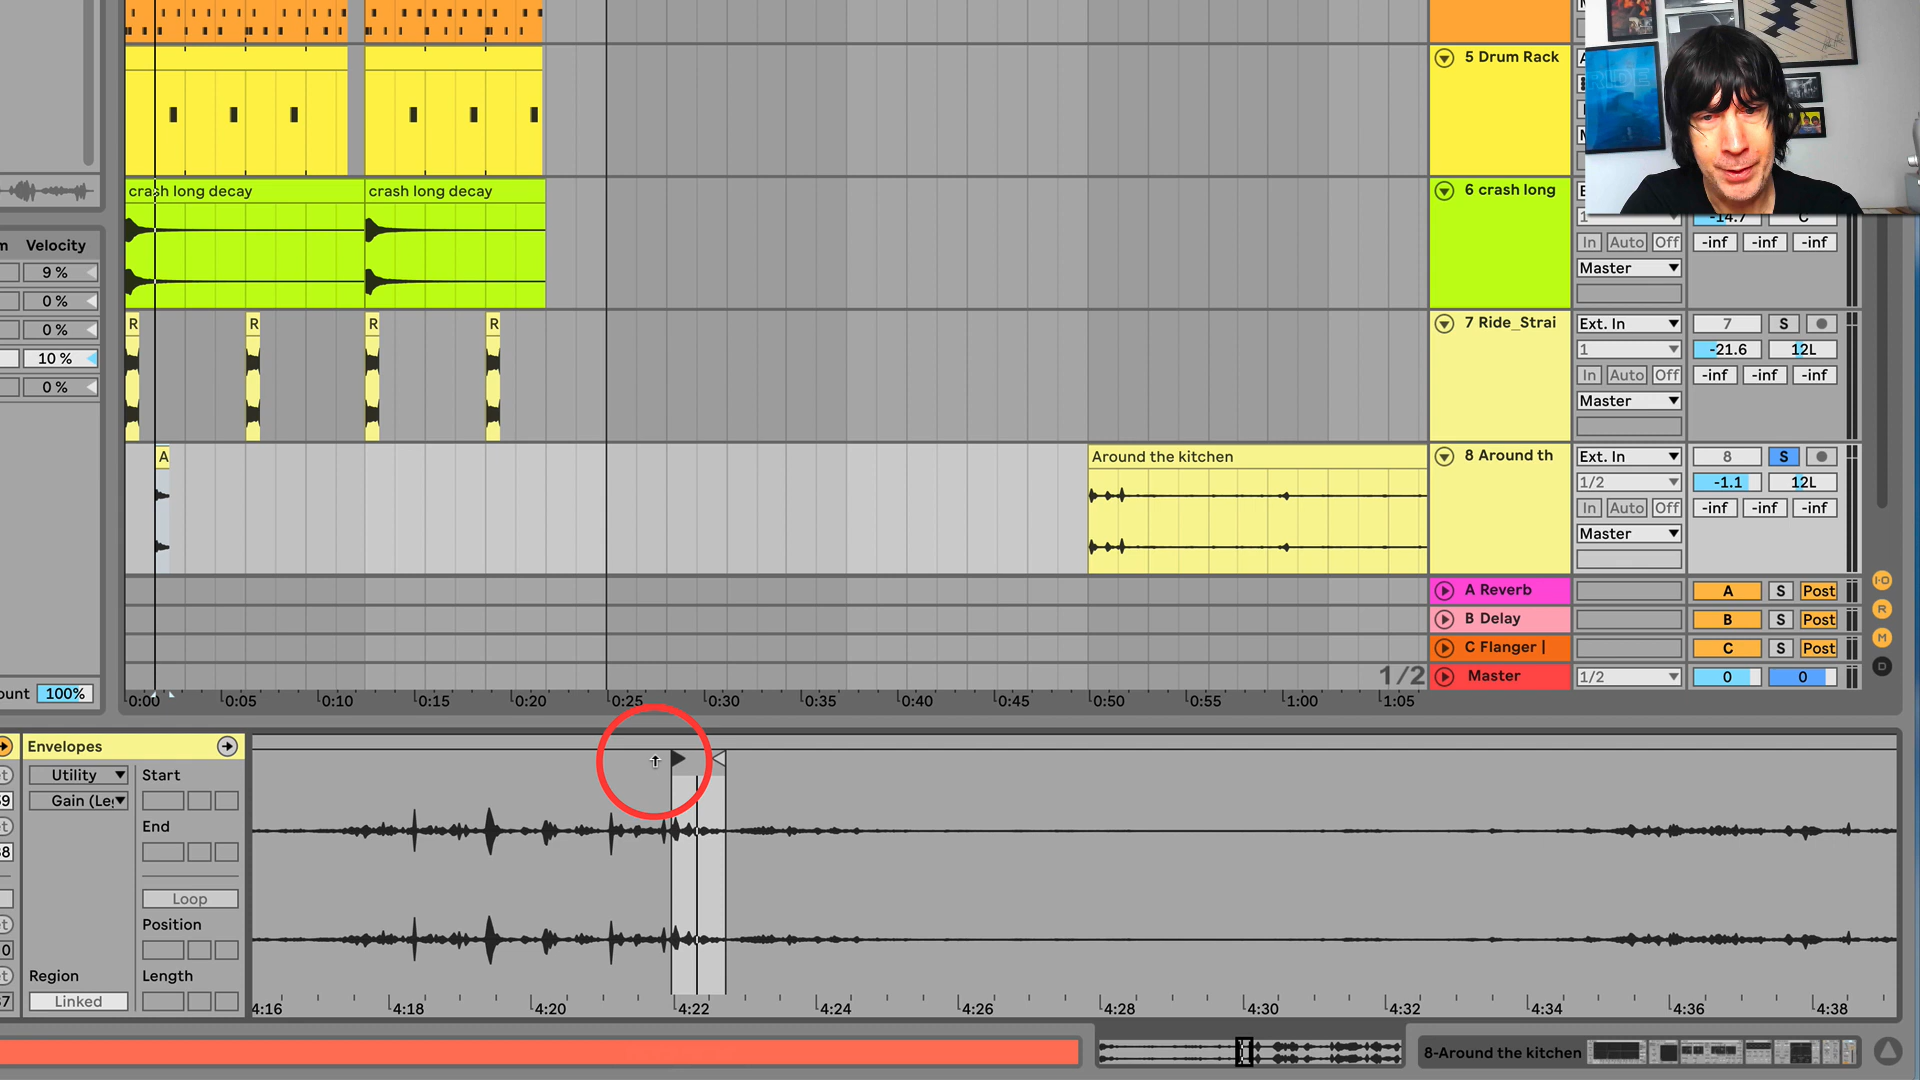 5 Drum Rack
crash long decay
crash long decay
6 crash long
-14.7 C
In Auto Off
-inf -inf -inf
Master
m Velocity
9 %
0 %
0 %
10 %
0 %
R R R R
7 Ride_Strai
Ext. In
7 S
1
-21.6 12L
In Auto Off
-inf -inf -inf
Master
A
Around the kitchen
8 Around th
Ext. In
8 S
1/2
-1.1 12L
In Auto Off
-inf -inf -inf
Master
A Reverb
A S Post
B Delay
B S Post
C Flanger |
C S Post
1/2
Master
1/2
0 0
I·O
R
M
D
ount 100%
0:00 0:05 0:10 0:15 0:20 0:25 0:30 0:35 0:40 0:45 0:50 0:55 1:00 1:05
Envelopes
Utility
Start
Gain (Le
End
Loop
Position
Region
Length
Linked
4:16 4:18 4:20 4:22 4:24 4:26 4:28 4:30 4:32 4:34 4:36 4:38
8-Around the kitchen